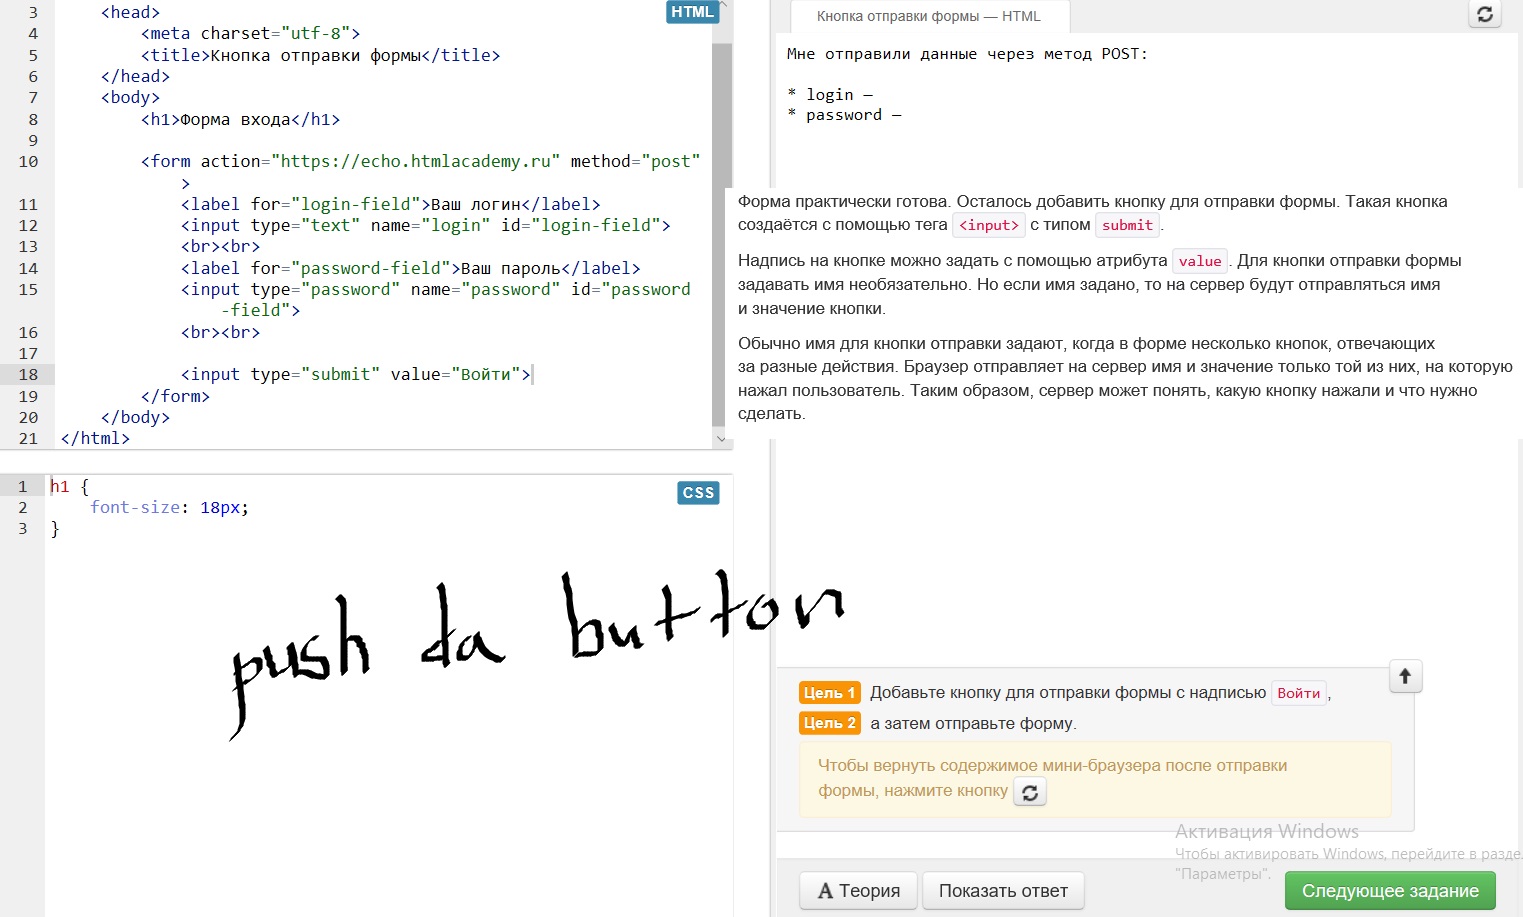 3 <head>
HTML
4 <meta charset="utf-8">
5 <title>Кнопка отправки формы</title>
6 </head>
7 <body>
8 <h1>Форма входа</h1>
9
10 <form action="https://echo.htmlacademy.ru" method="post"
>
11 <label for="login-field">Ваш логин</label>
12 <input type="text" name="login" id="login-field">
13 <br><br>
14 <label for="password-field">Ваш пароль</label>
15 <input type="password" name="password" id="password
-field">
16 <br><br>
17
18 <input type="submit" value="Войти">
19 </form>
20 </body>
21 </html>
1 h1 {
CSS
2 font-size: 18px;
3 }
push da button
Кнопка отправки формы — HTML
Мне отправили данные через метод POST:
* login —
* password —
Форма практически готова. Осталось добавить кнопку для отправки формы. Такая кнопка
создаётся с помощью тега <input> с типом submit.
Надпись на кнопке можно задать с помощью атрибута value. Для кнопки отправки формы
задавать имя необязательно. Но если имя задано, то на сервер будут отправляться имя
и значение кнопки.
Обычно имя для кнопки отправки задают, когда в форме несколько кнопок, отвечающих
за разные действия. Браузер отправляет на сервер имя и значение только той из них, на которую
нажал пользователь. Таким образом, сервер может понять, какую кнопку нажали и что нужно
сделать.
Цель 1 Добавьте кнопку для отправки формы с надписью Войти,
Цель 2 а затем отправьте форму.
Чтобы вернуть содержимое мини-браузера после отправки
формы, нажмите кнопку
Активация Windows
Чтобы активировать Windows, перейдите в разде
"Параметры".
A Теория
Показать ответ
Следующее задание